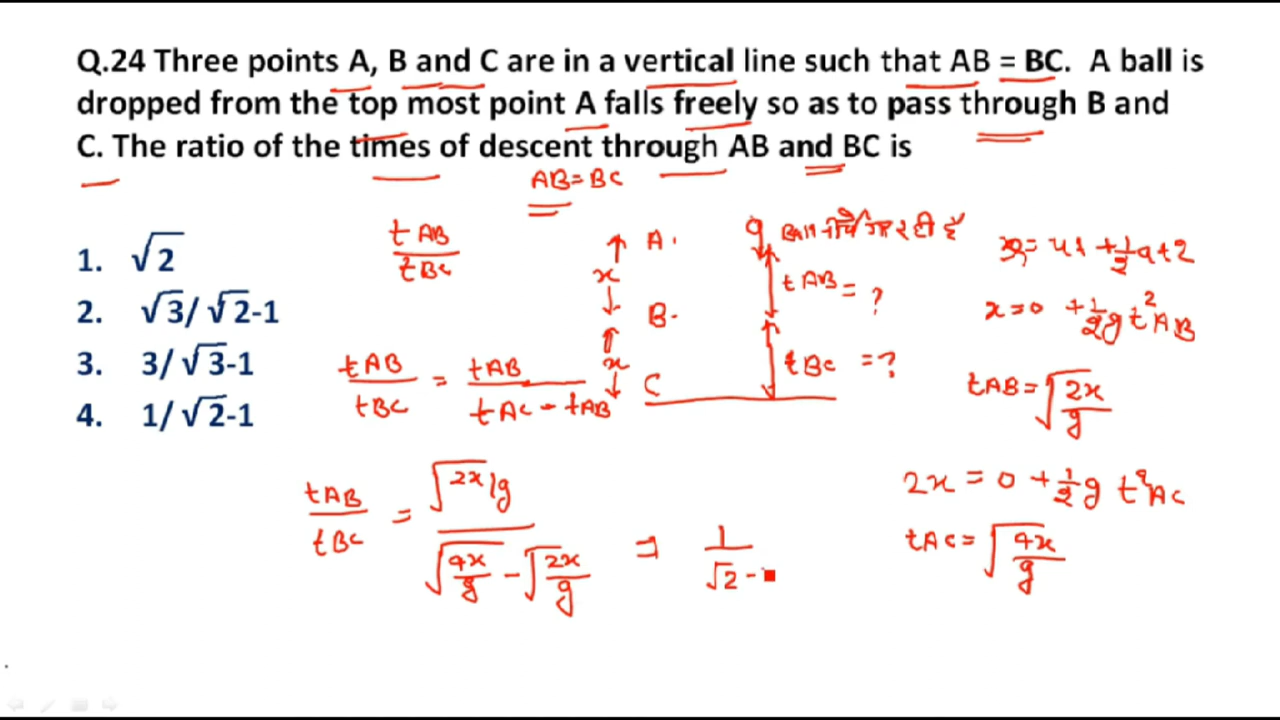 Q.24 Three points A, B and C are in a vertical line such that AB = BC. A ball is
dropped from the top most point A falls freely so as to pass through B and
C. The ratio of the times of descent through AB and BC is
AB=BC
1. √2
2. √3/ √2-1
3. 3/ √3-1
4. 1/ √2-1
tAB
tBC
A.
x
B.
x
C
Ball नीचे
tAB = ?
tBC = ?
= ut + 1/2 at2
x = 0 + 1/2 g t²AB
tAB = √2x/g
2x = 0 + 1/2 g t²AC
tAC = √4x/g
tAB/tBC = tAB/tAC - tAB
tAB/tBC = √2x/g / √4x/g - √2x/g ⇒ 1/√2 -